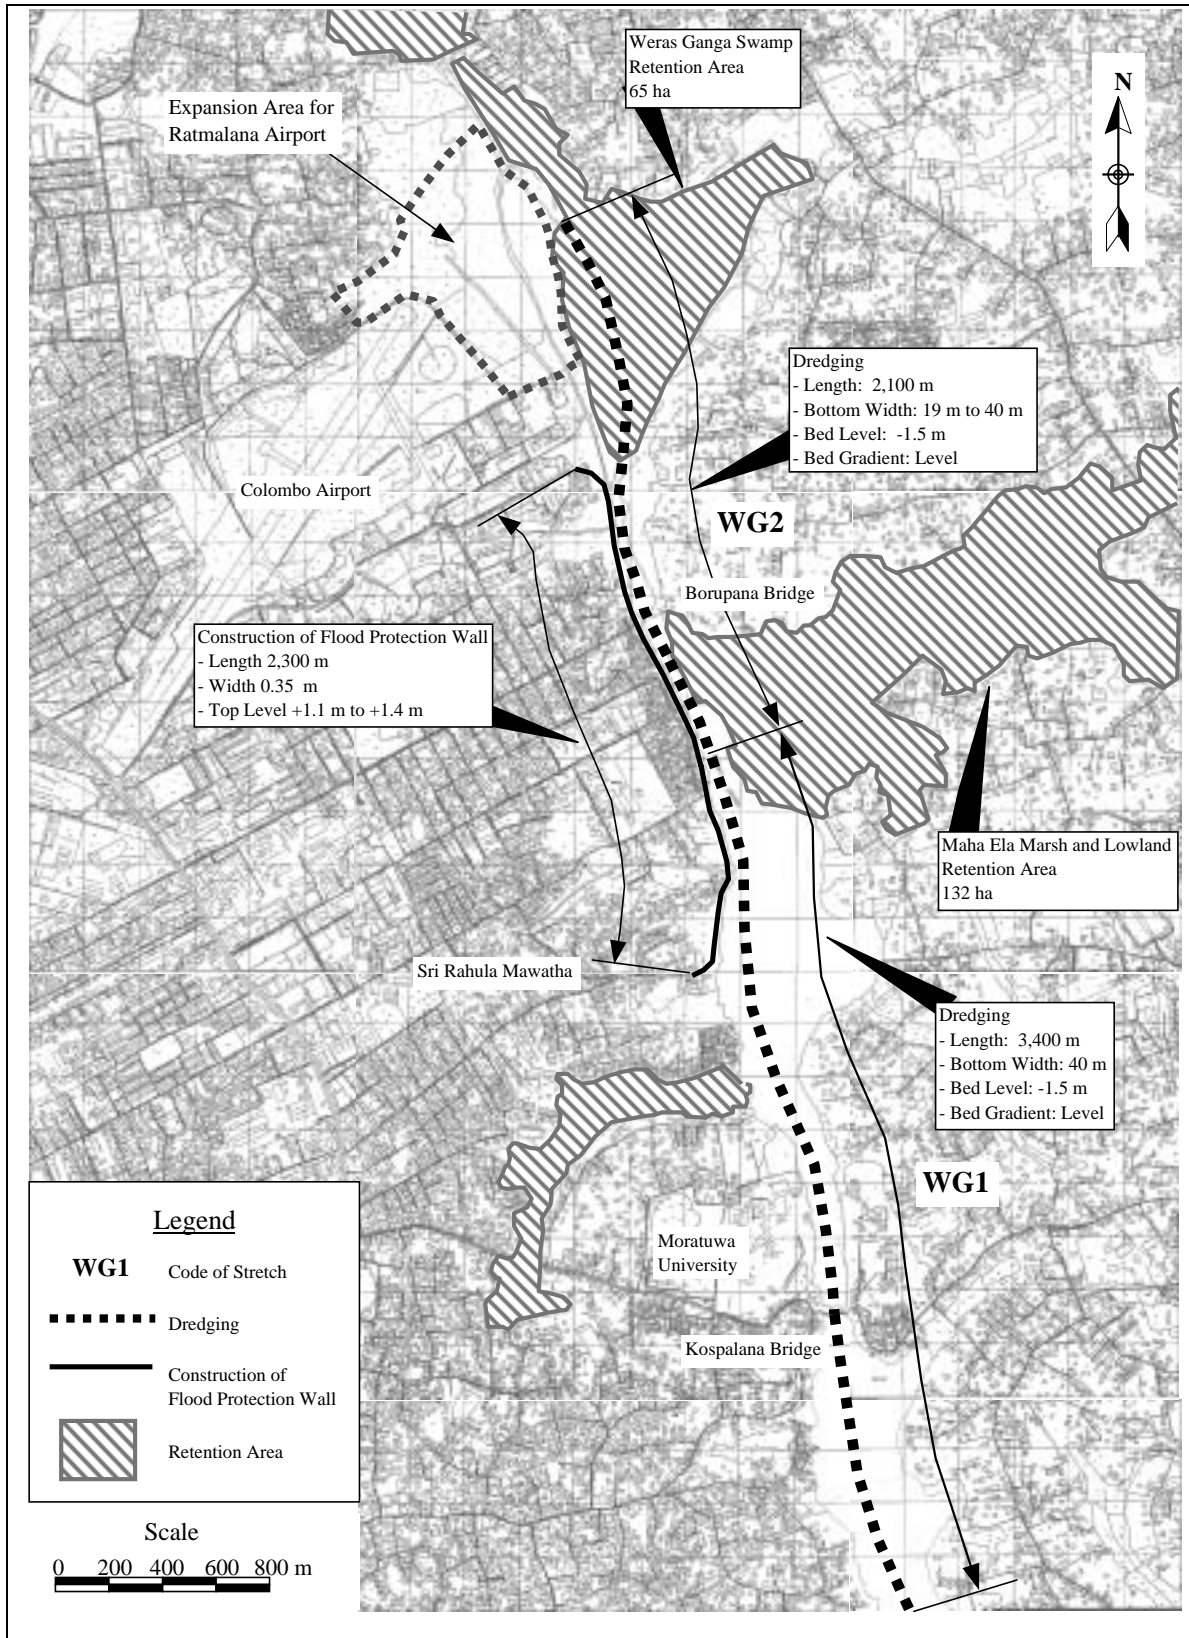 Weras Ganga Swamp
Retention Area
65 ha
N
Expansion Area for
Ratmalana Airport
Dredging
- Length: 2,100 m
- Bottom Width: 19 m to 40 m
- Bed Level: -1.5 m
- Bed Gradient: Level
Colombo Airport
WG2
Borupana Bridge
Construction of Flood Protection Wall
- Length 2,300 m
- Width 0.35 m
- Top Level +1.1 m to +1.4 m
Maha Ela Marsh and Lowland
Retention Area
132 ha
Sri Rahula Mawatha
Dredging
- Length: 3,400 m
- Bottom Width: 40 m
- Bed Level: -1.5 m
- Bed Gradient: Level
WG1
Moratuwa
University
Kospalana Bridge
Legend
WG1 Code of Stretch
Dredging
Construction of
Flood Protection Wall
Retention Area
Scale
0 200 400 600 800 m